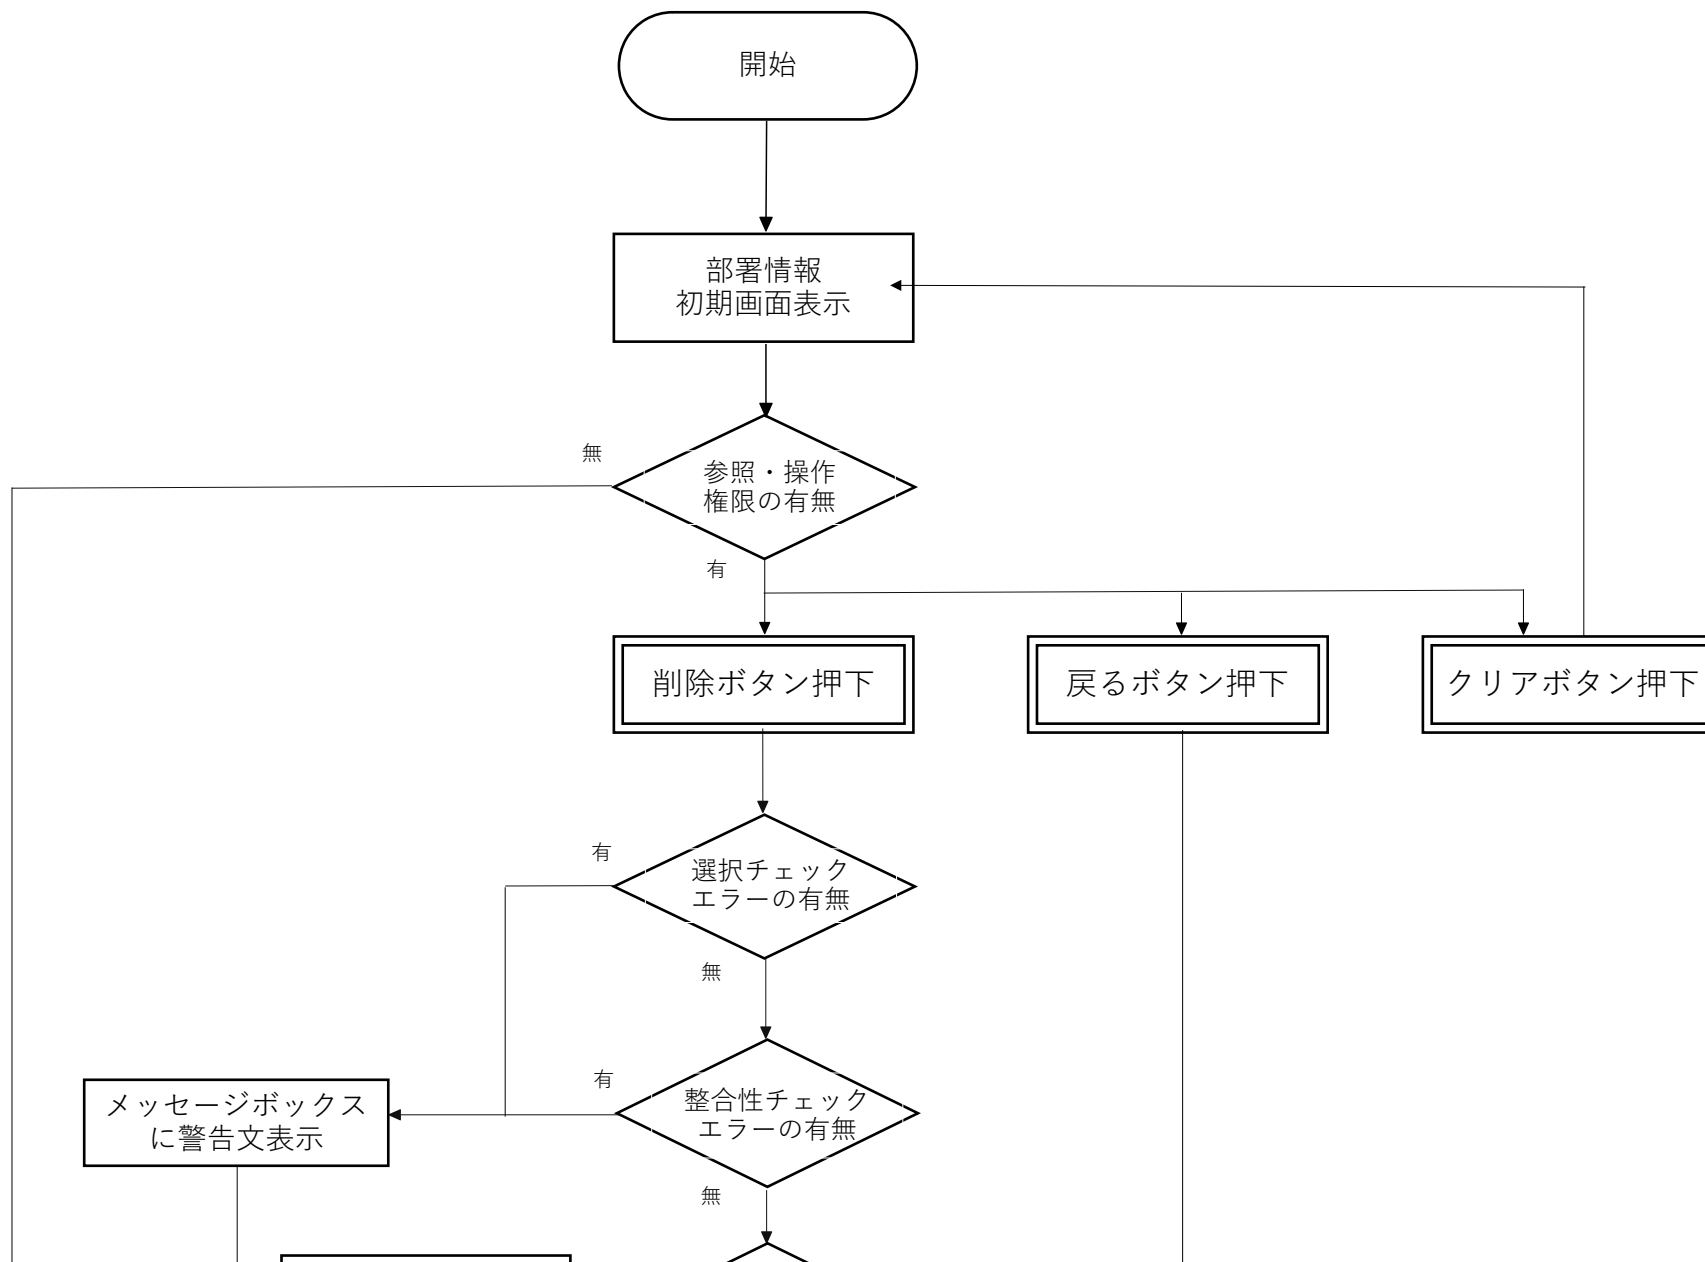 開始
部署情報
初期画面表示
無
参照・操作
権限の有無
有
削除ボタン押下
戻るボタン押下
クリアボタン押下
有
選択チェック
エラーの有無
無
有
整合性チェック
エラーの有無
メッセージボックス
に警告文表示
無